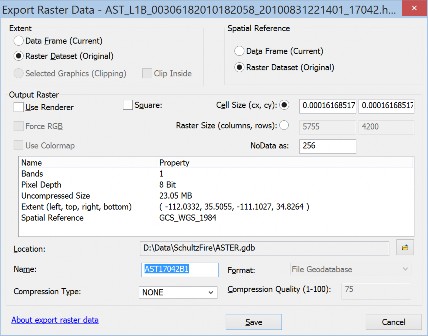 Export Raster Data - AST_L1B_00306182010182058_20100831221401_17042.h...
Extent
Data Frame (Current)
Raster Dataset (Original)
Selected Graphics (Clipping)
Clip Inside
Spatial Reference
Data Frame (Current)
Raster Dataset (Original)
Output Raster
Use Renderer
Square:
Cell Size (cx, cy):
0.00016168517
0.00016168517
Force RGB
Raster Size (columns, rows):
5755
4200
Use Colormap
NoData as:
256
Name Property
Bands 1
Pixel Depth 8 Bit
Uncompressed Size 23.05 MB
Extent (left, top, right, bottom) ( -112.0332, 35.5055, -111.1027, 34.8264 )
Spatial Reference GCS_WGS_1984
Location:
D:\Data\SchultzFire\ASTER.gdb
Name:
AST17042B1
Format:
File Geodatabase
Compression Type:
NONE
Compression Quality (1-100):
75
About export raster data
Save
Cancel